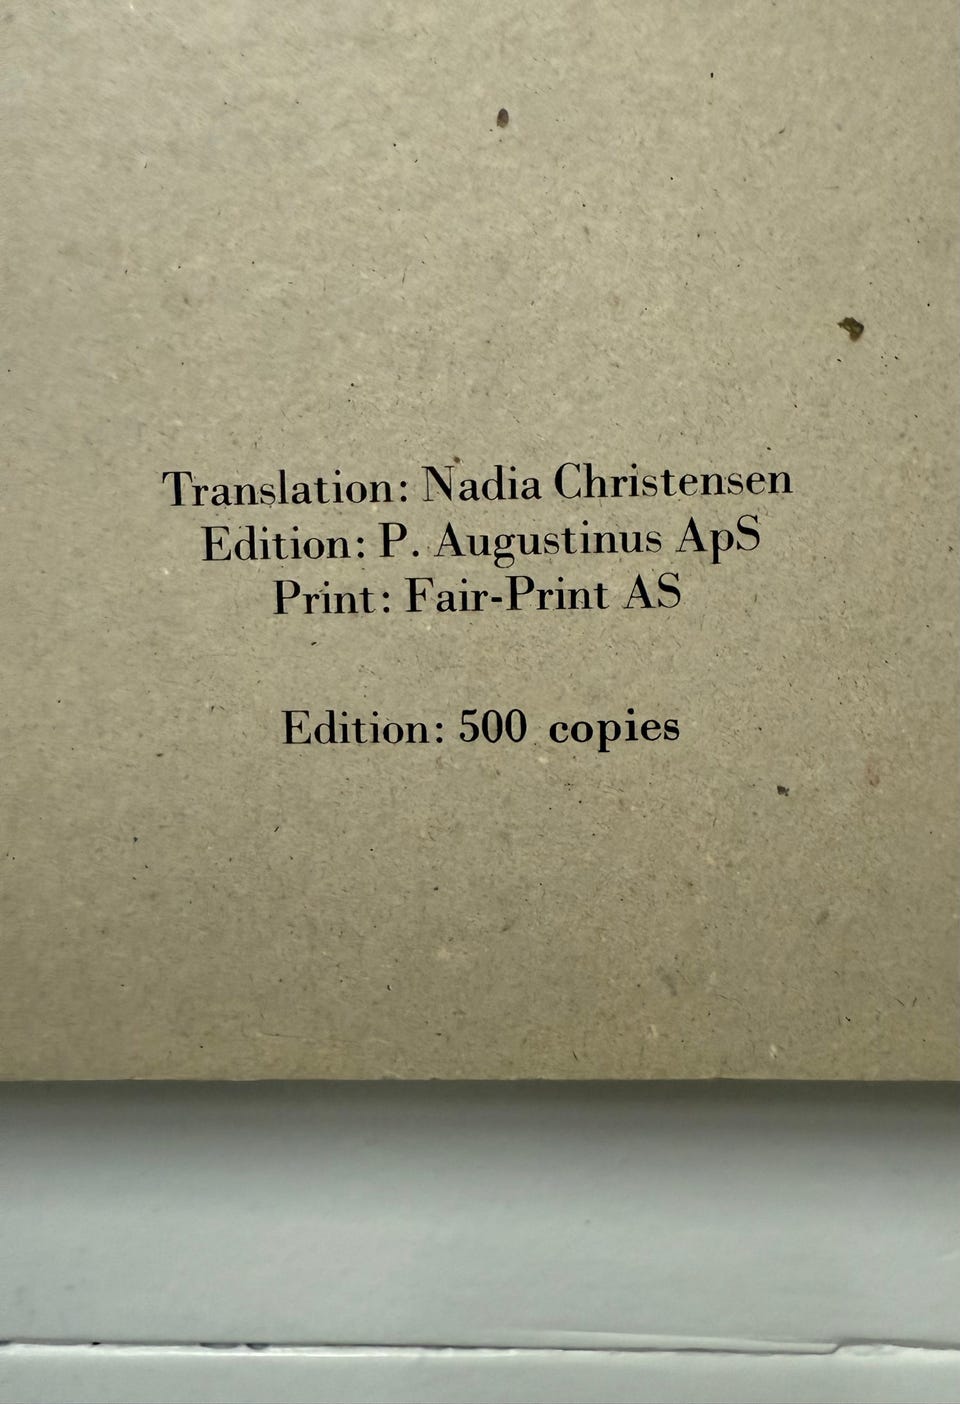 Translation: Nadia Christensen
Edition: P. Augustinus ApS
Print: Fair-Print AS
Edition: 500 copies